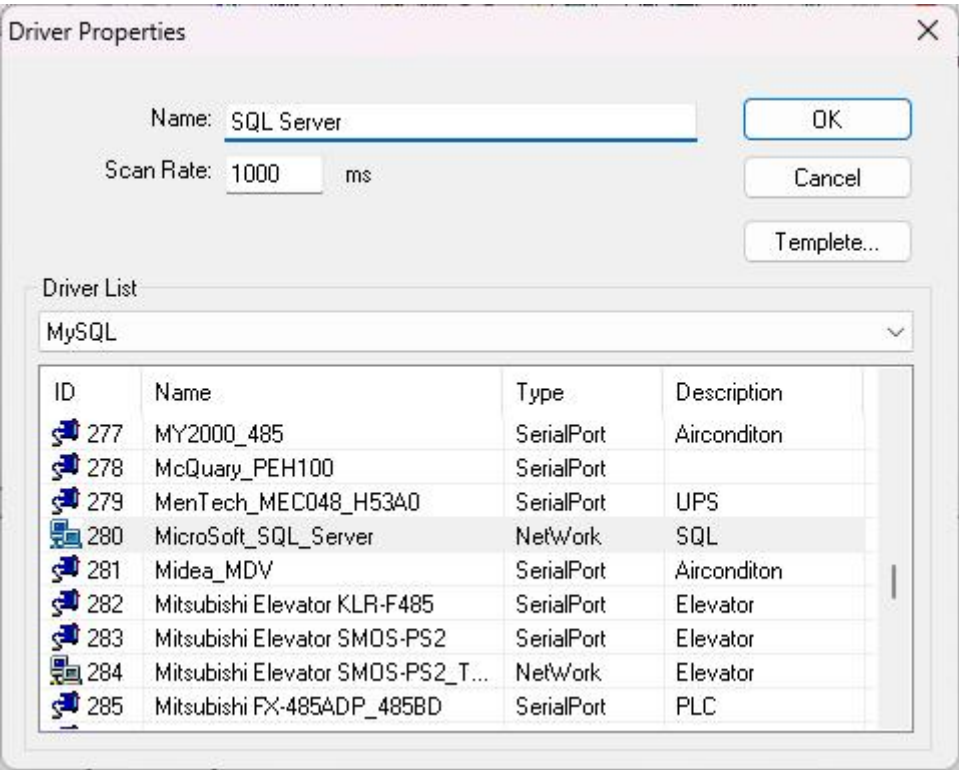 Driver Properties
Name: SQL Server
OK
Scan Rate: 1000 ms
Cancel
Templete...
Driver List
MySQL
ID Name Type Description
277 MY2000_485 SerialPort Airconditon
278 McQuary_PEH100 SerialPort
279 MenTech_MEC048_H53A0 SerialPort UPS
280 MicroSoft_SQL_Server NetWork SQL
281 Midea_MDV SerialPort Airconditon
282 Mitsubishi Elevator KLR-F485 SerialPort Elevator
283 Mitsubishi Elevator SMOS-PS2 SerialPort Elevator
284 Mitsubishi Elevator SMOS-PS2_T... NetWork Elevator
285 Mitsubishi FX-485ADP_485BD SerialPort PLC